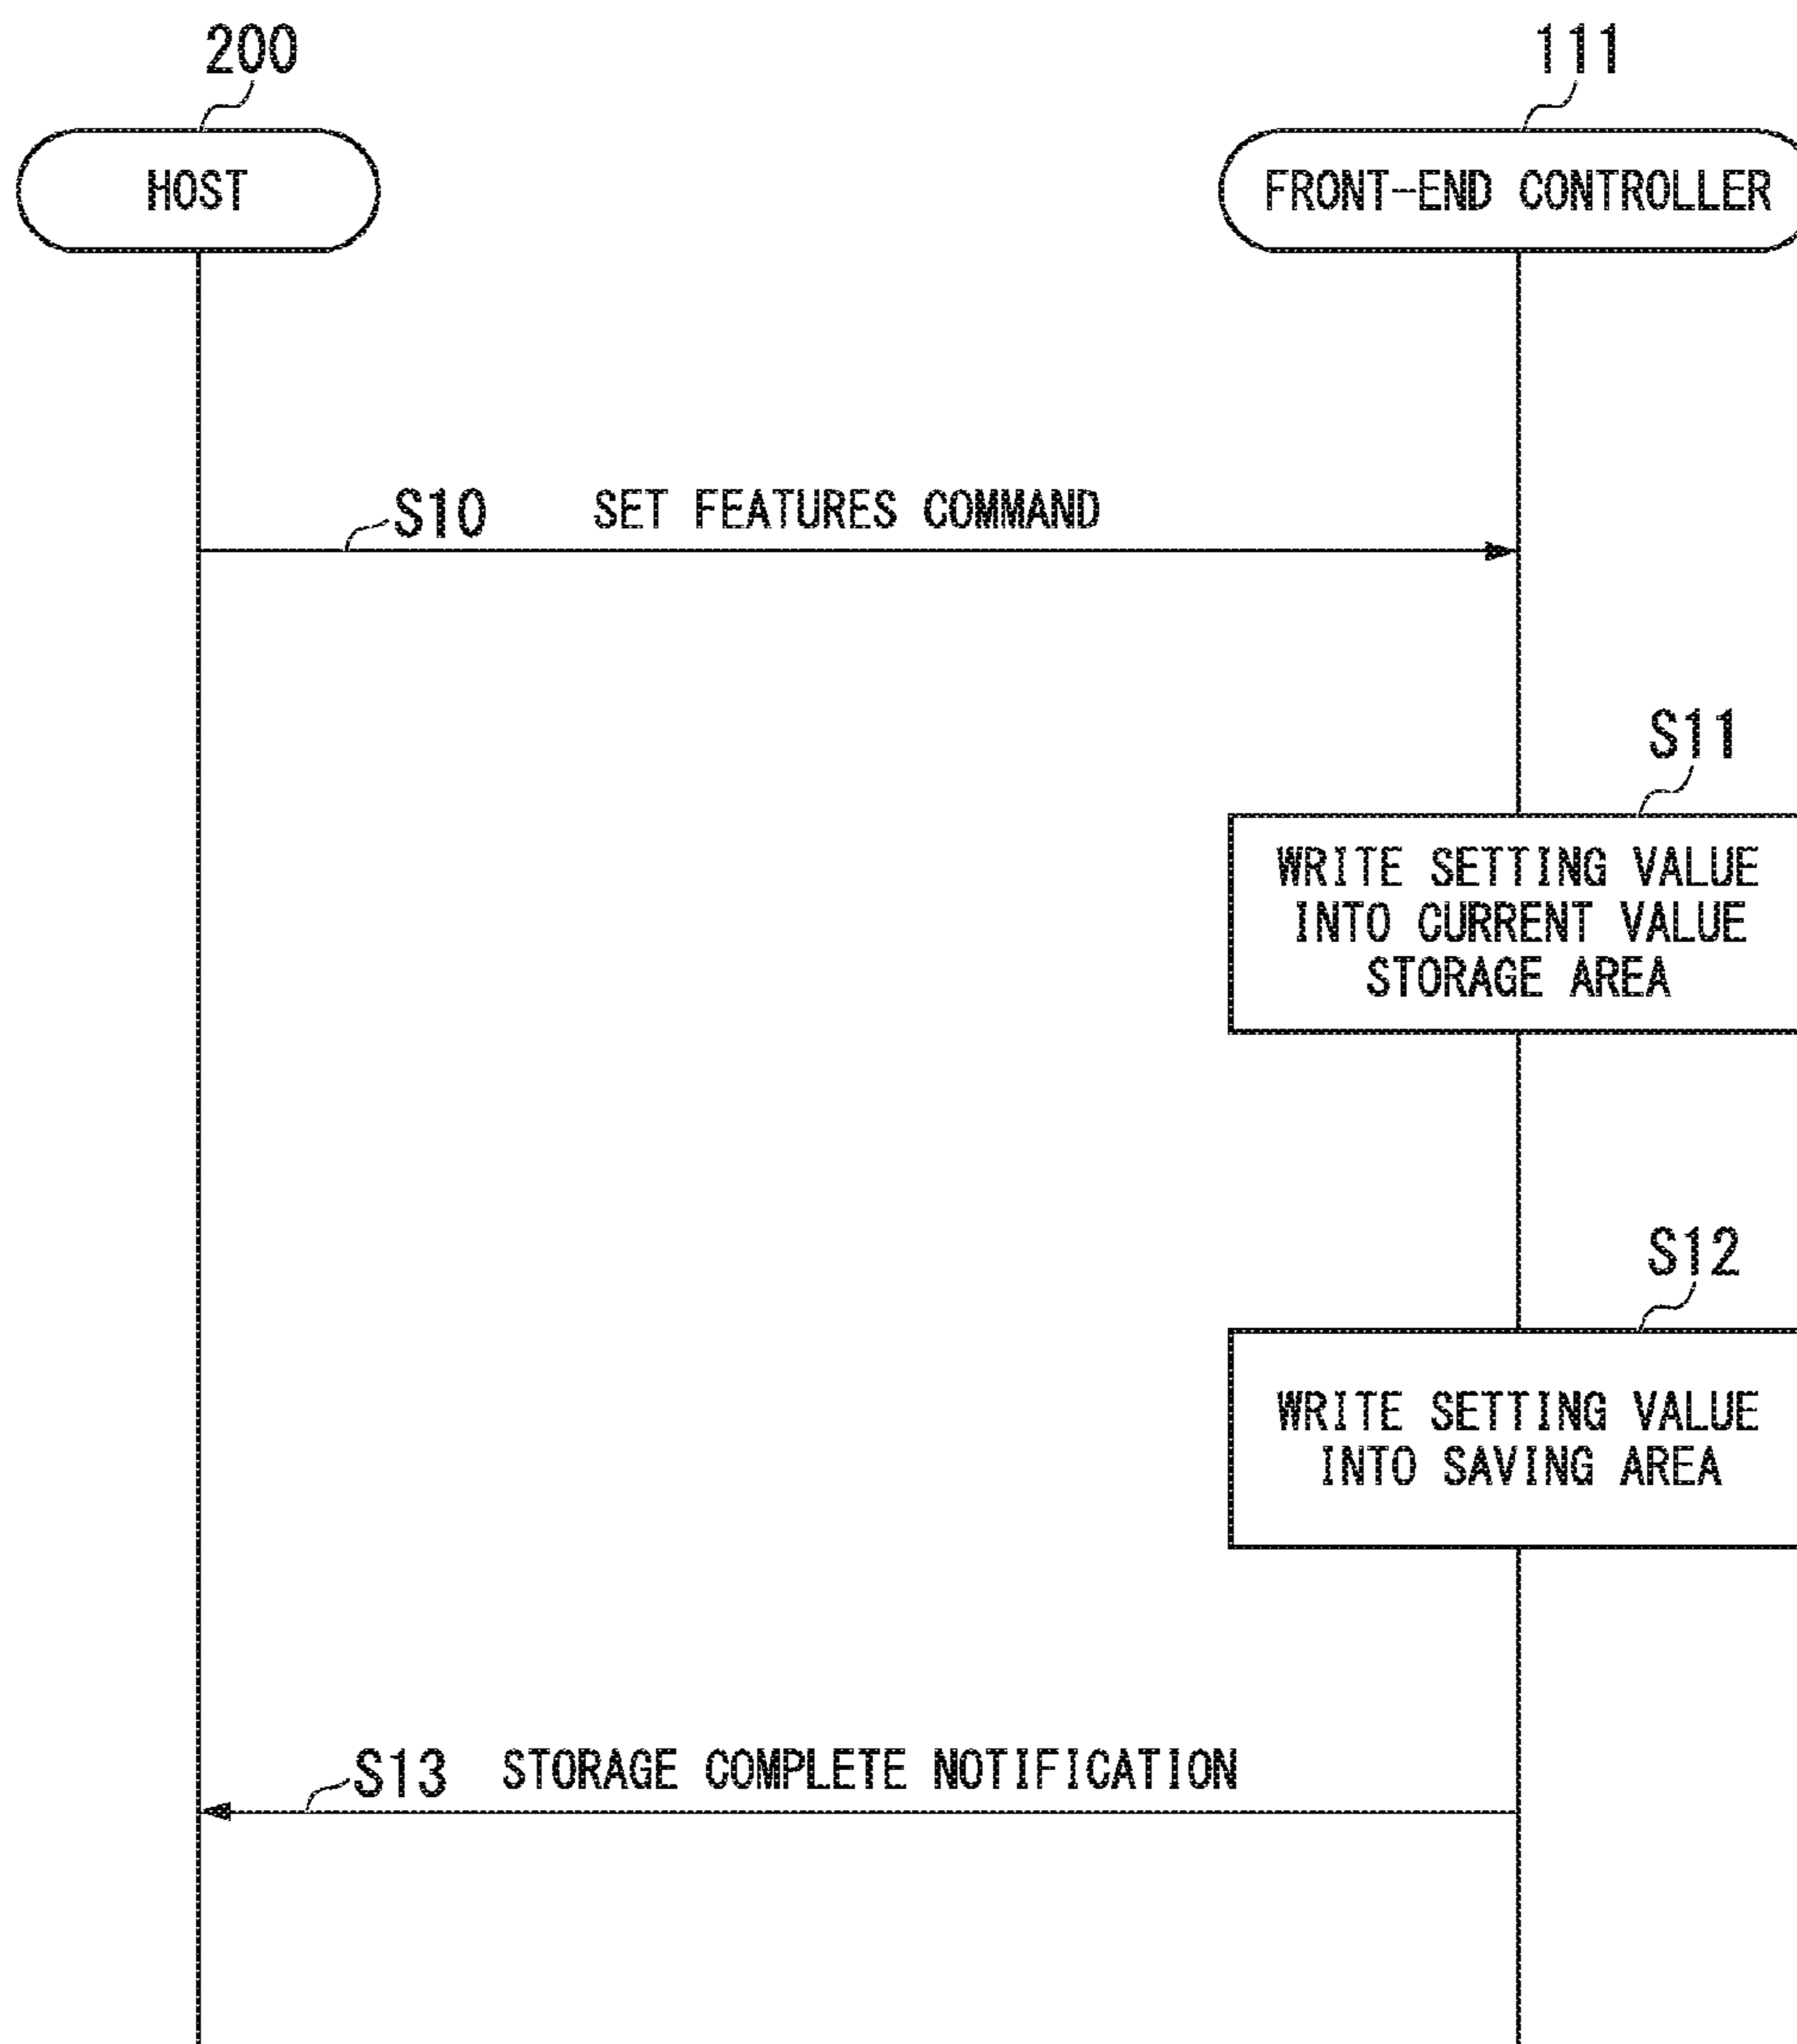 200
111
HOST
FRONT-END CONTROLLER
S10 SET FEATURES COMMAND
S11
WRITE SETTING VALUE
INTO CURRENT VALUE
STORAGE AREA
S12
WRITE SETTING VALUE
INTO SAVING AREA
S13 STORAGE COMPLETE NOTIFICATION